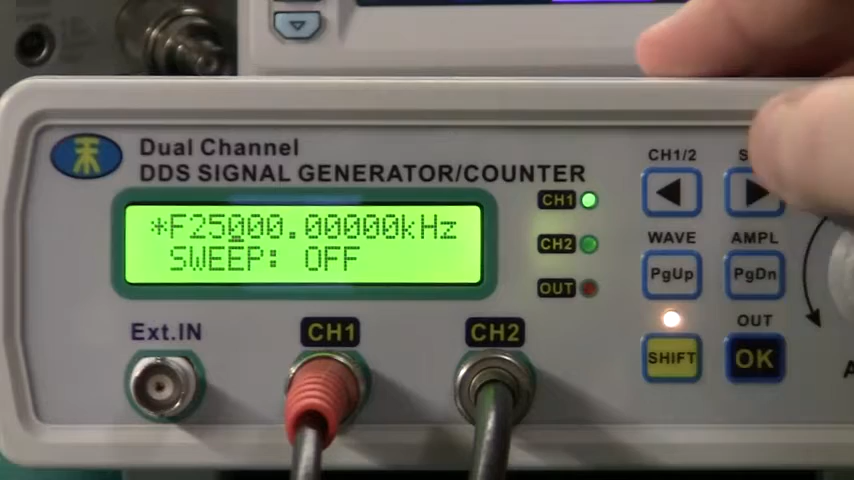 Dual Channel
DDS SIGNAL GENERATOR/COUNTER
*F25000.00000kHz
SWEEP: OFF
CH1
CH2
OUT
CH1/2
WAVE
AMPL
PgUp
PgDn
OUT
SHIFT
OK
Ext.IN
CH1
CH2